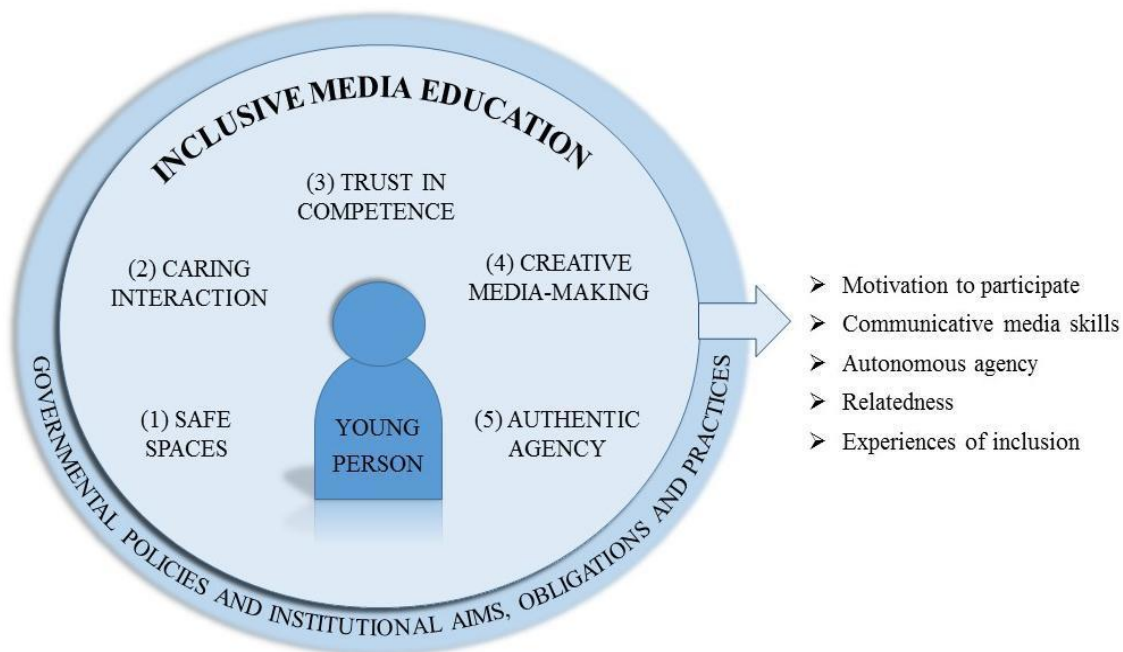 INCLUSIVE MEDIA EDUCATION
(3) TRUST IN
COMPETENCE
(2) CARING
INTERACTION
(4) CREATIVE
MEDIA-MAKING
(1) SAFE
SPACES
YOUNG
PERSON
(5) AUTHENTIC
AGENCY
GOVERNMENTAL POLICIES AND INSTITUTIONAL AIMS, OBLIGATIONS AND PRACTICES
➢ Motivation to participate
➢ Communicative media skills
➢ Autonomous agency
➢ Relatedness
➢ Experiences of inclusion